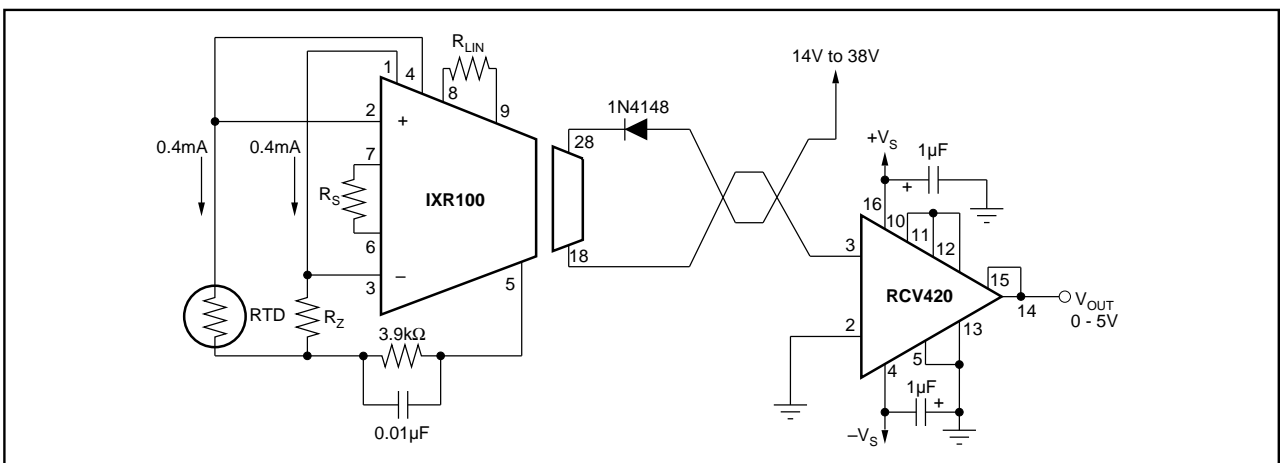 R_LIN
1
4
8
9
2
+
0.4mA
0.4mA
7
R_S
6
IXR100
–
3
5
RTD
R_Z
3.9kΩ
0.01µF
28
18
1N4148
14V to 38V
+V_S
1µF
+
16
10
11
12
3
RCV420
15
14
V_OUT
0 - 5V
2
13
5
4
1µF
+
–V_S